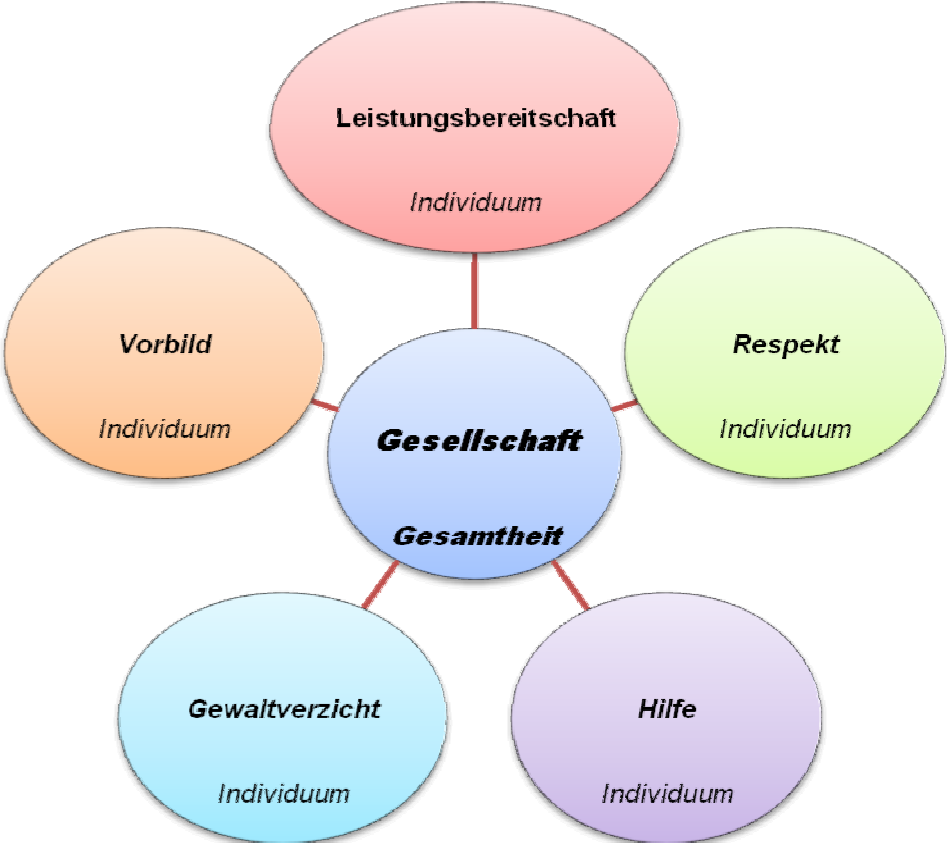 Leistungsbereitschaft
Individuum
Vorbild
Individuum
Respekt
Individuum
Gesellschaft
Gesamtheit
Gewaltverzicht
Individuum
Hilfe
Individuum